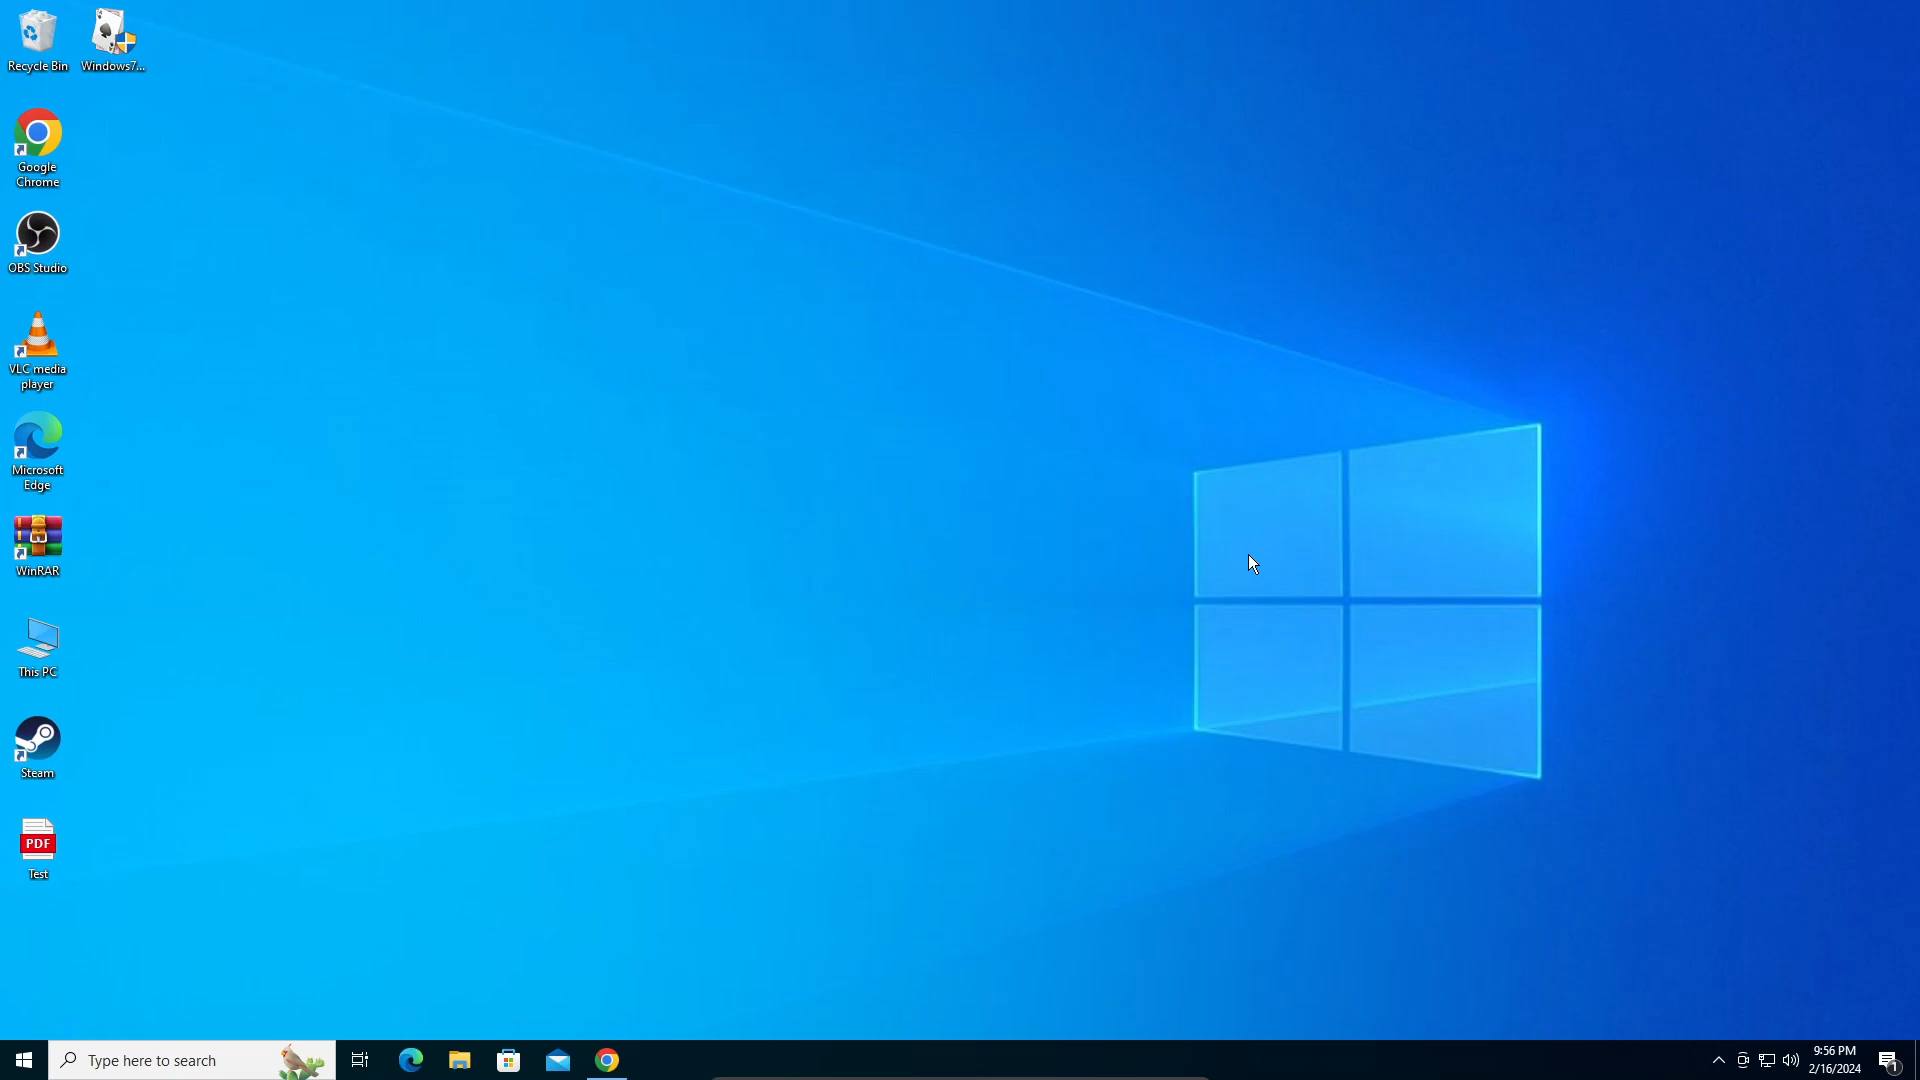 Recycle Bin
Windows7...
Google
Chrome
OBS Studio
VLC media
player
Microsoft
Edge
WinRAR
This PC
Steam
PDF
Test
Type here to search
9:56 PM
2/16/2024
1